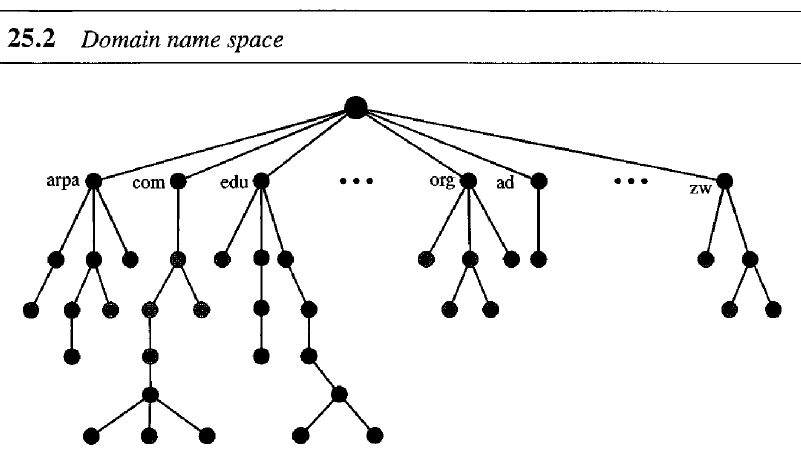 25.2 Domain name space
arpa com edu ••• org ad ••• zw